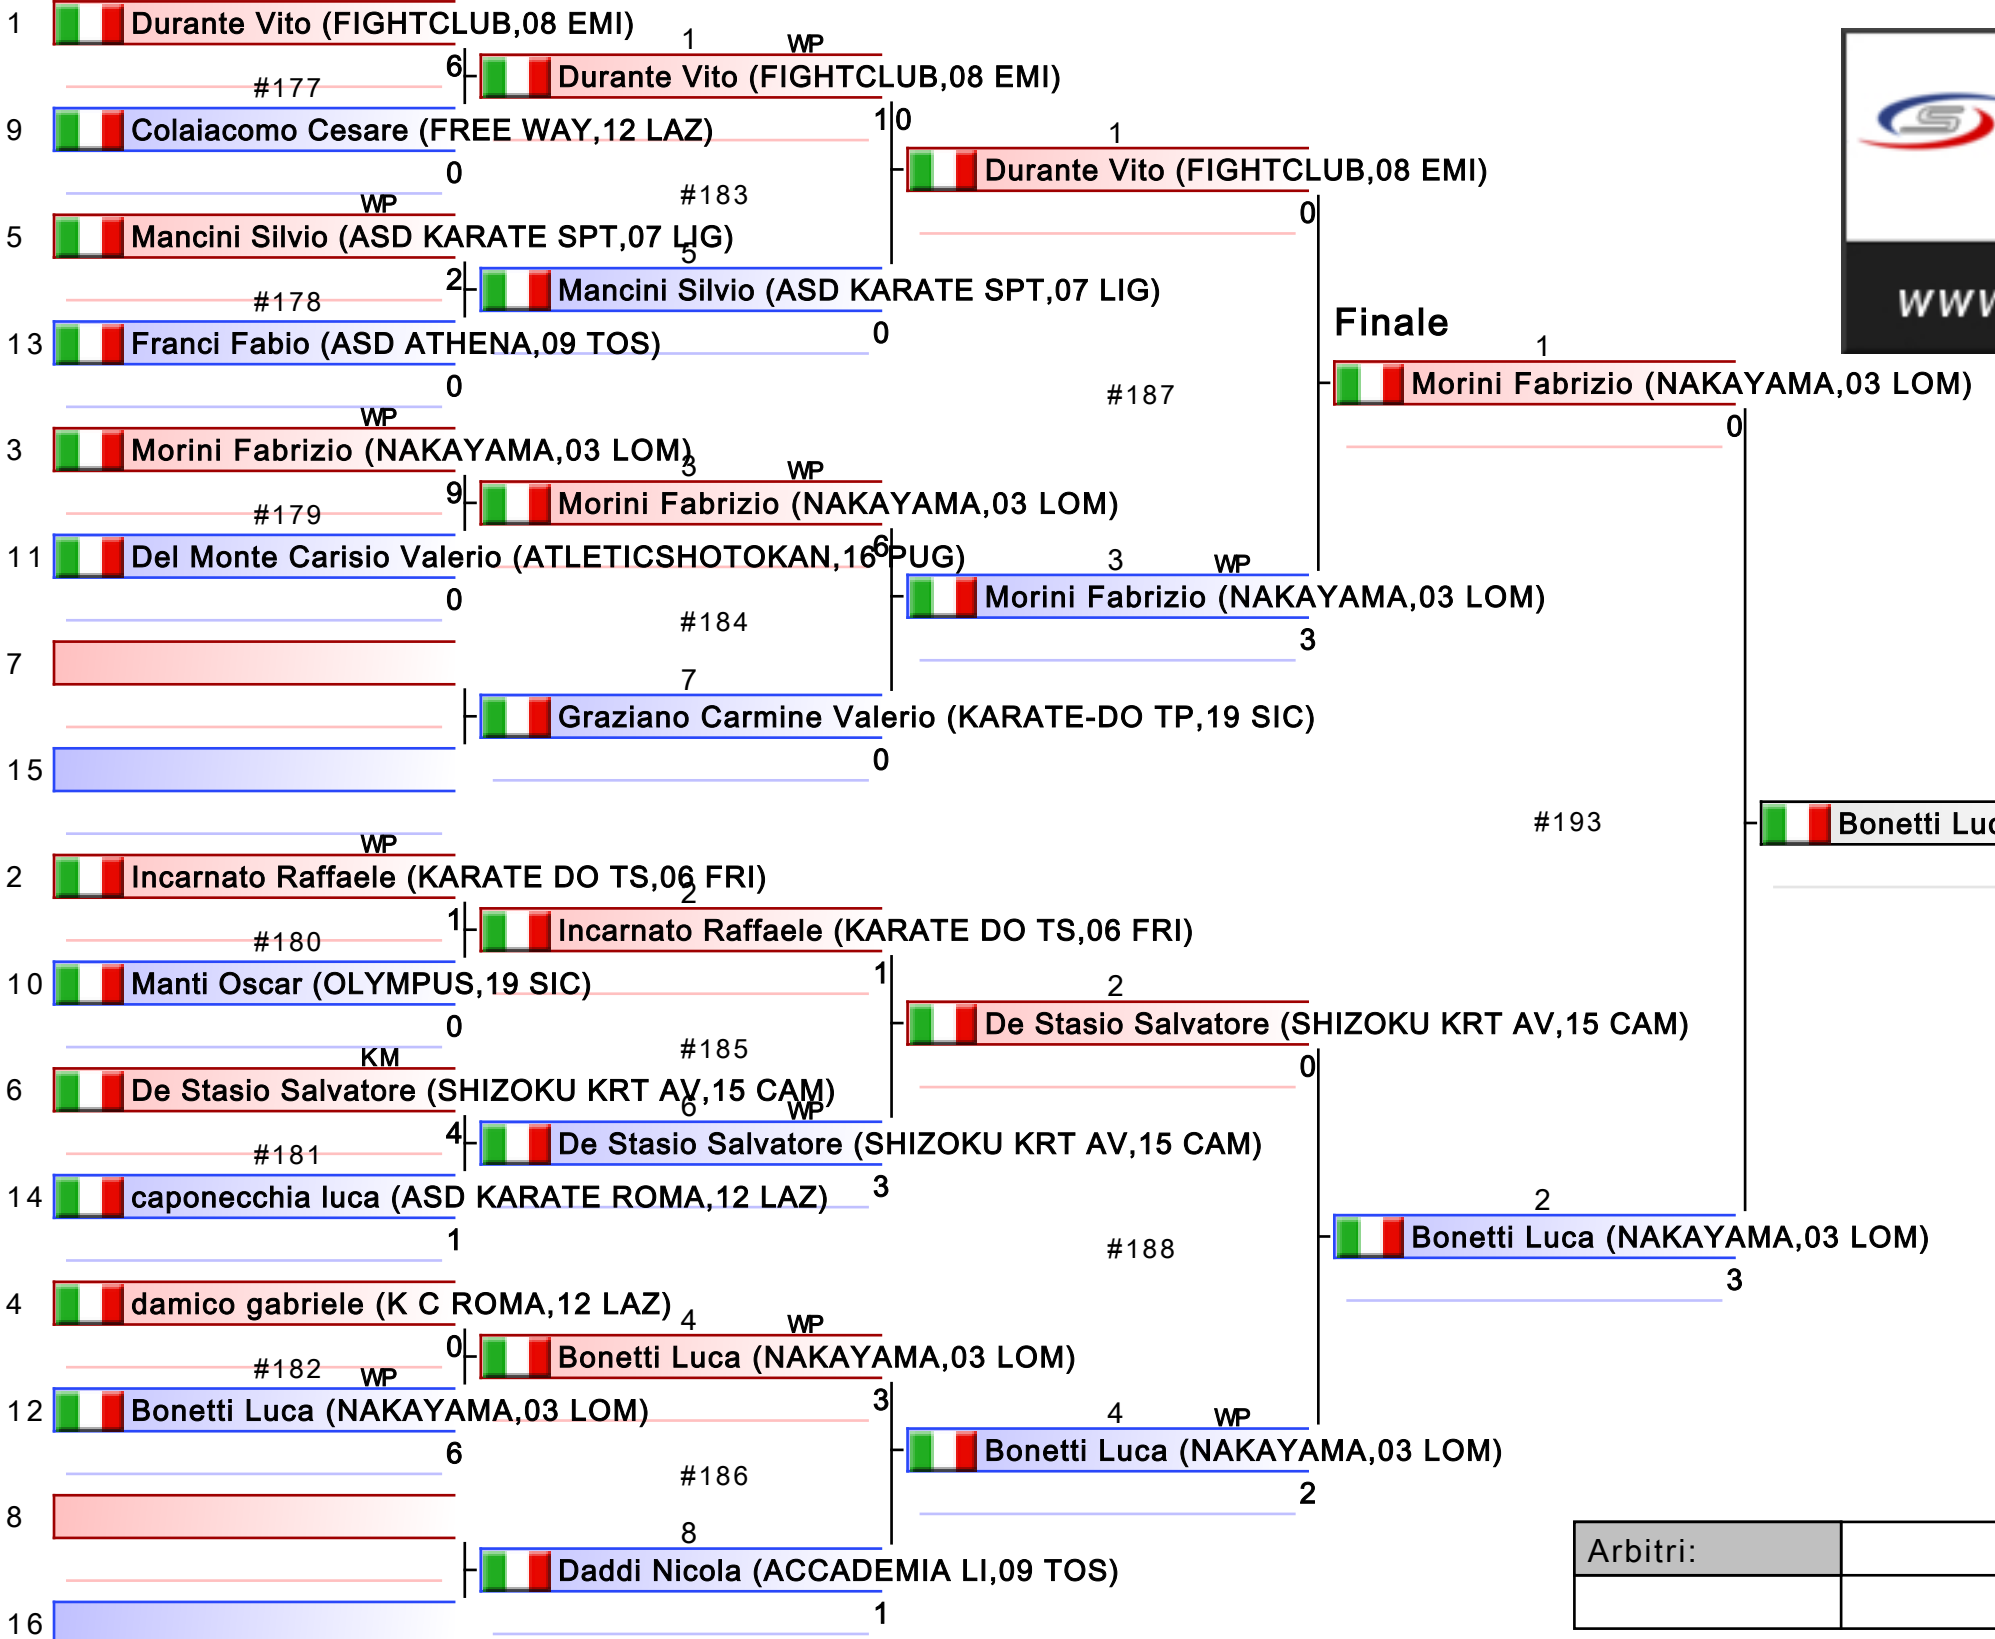 1 Durante Vito (FIGHTCLUB,08 EMI)
6
#177
9 Colaiacomo Cesare (FREE WAY,12 LAZ)
0
WP
5 Mancini Silvio (ASD KARATE SPT,07 LIG)
2
#178
13 Franci Fabio (ASD ATHENA,09 TOS)
0
WP
3 Morini Fabrizio (NAKAYAMA,03 LOM)
9
#179
11 Del Monte Carisio Valerio (ATLETICSHOTOKAN,16 PUG)
0
7
15
WP
2 Incarnato Raffaele (KARATE DO TS,06 FRI)
1
#180
10 Manti Oscar (OLYMPUS,19 SIC)
0
KM
6 De Stasio Salvatore (SHIZOKU KRT AV,15 CAM)
4
#181
14 caponecchia luca (ASD KARATE ROMA,12 LAZ)
1
4 damico gabriele (K C ROMA,12 LAZ)
0
#182
WP
12 Bonetti Luca (NAKAYAMA,03 LOM)
6
8
16
1 WP
Durante Vito (FIGHTCLUB,08 EMI)
10
#183
5
Mancini Silvio (ASD KARATE SPT,07 LIG)
0
3 WP
Morini Fabrizio (NAKAYAMA,03 LOM)
6
#184
7
Graziano Carmine Valerio (KARATE-DO TP,19 SIC)
0
2
Incarnato Raffaele (KARATE DO TS,06 FRI)
1
#185
6 WP
De Stasio Salvatore (SHIZOKU KRT AV,15 CAM)
3
4 WP
Bonetti Luca (NAKAYAMA,03 LOM)
3
#186
8
Daddi Nicola (ACCADEMIA LI,09 TOS)
1
1
Durante Vito (FIGHTCLUB,08 EMI)
0
#187
3 WP
Morini Fabrizio (NAKAYAMA,03 LOM)
3
2
De Stasio Salvatore (SHIZOKU KRT AV,15 CAM)
0
#188
4 WP
Bonetti Luca (NAKAYAMA,03 LOM)
2
Finale
1
Morini Fabrizio (NAKAYAMA,03 LOM)
0
#193
2
Bonetti Luca (NAKAYAMA,03 LOM)
3
Bonetti Luc
S
www
Arbitri: